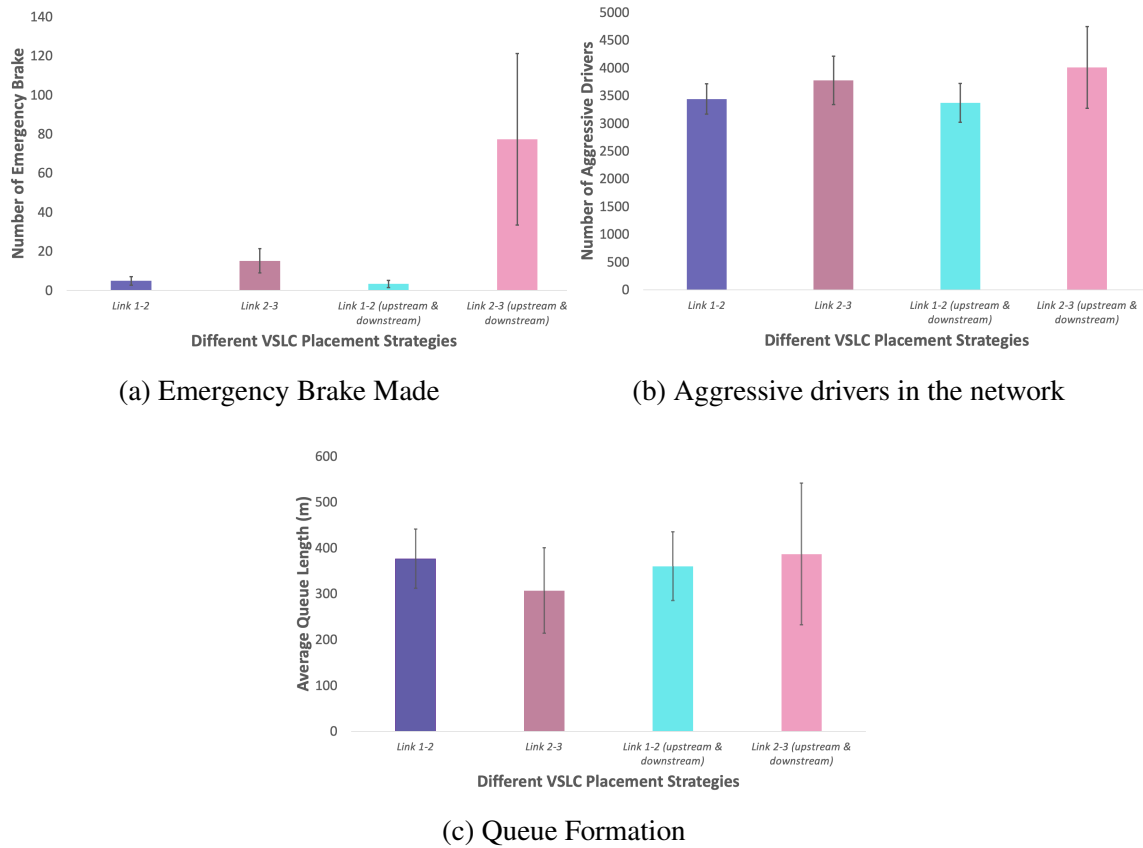 Number of Emergency Brake
140
120
100
80
60
40
20
0
Link 1-2
Link 2-3
Link 1-2 (upstream &
downstream)
Link 2-3 (upstream &
downstream)
Different VSLC Placement Strategies
(a) Emergency Brake Made
Number of Aggressive Drivers
5000
4500
4000
3500
3000
2500
2000
1500
1000
500
0
Link 1-2
Link 2-3
Link 1-2 (upstream &
downstream)
Link 2-3 (upstream &
downstream)
Different VSLC Placement Strategies
(b) Aggressive drivers in the network
Average Queue Length (m)
600
500
400
300
200
100
0
Link 1-2
Link 2-3
Link 1-2 (upstream &
downstream)
Link 2-3 (upstream &
downstream)
Different VSLC Placement Strategies
(c) Queue Formation